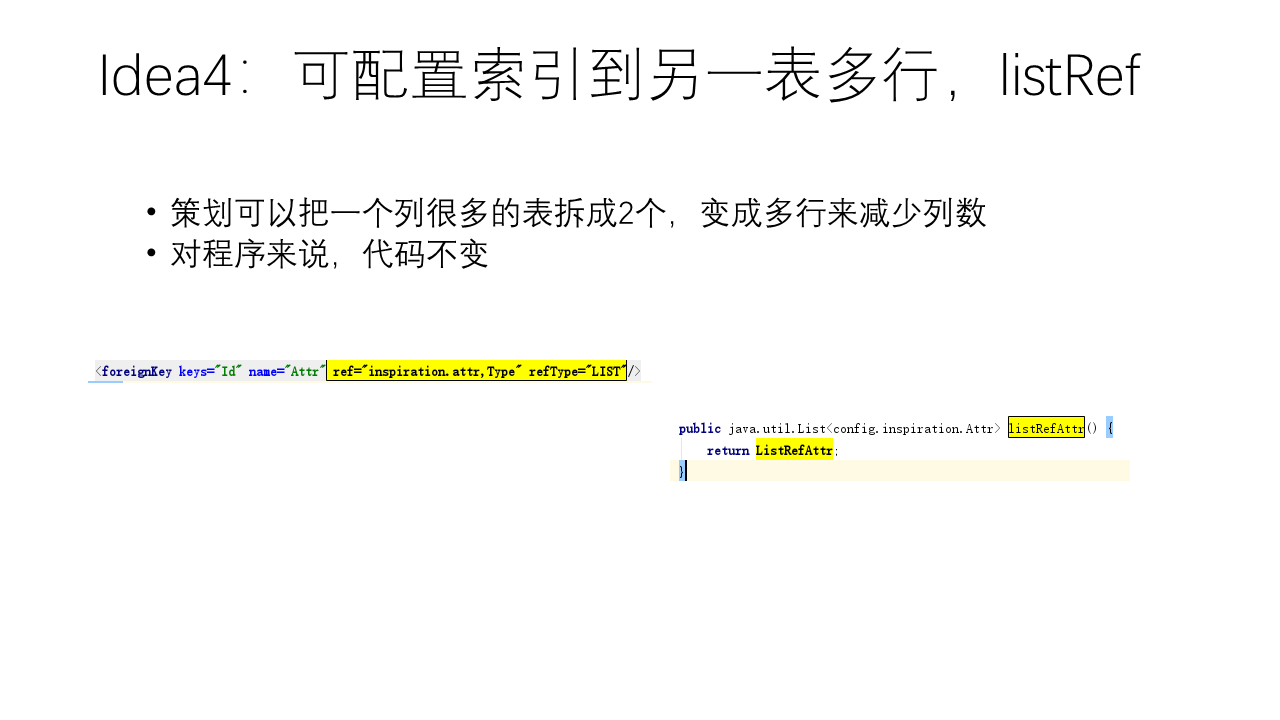 Idea4：可配置索引到另一表多行，listRef
• 策划可以把一个列很多的表拆成2个，变成多行来减少列数
• 对程序来说，代码不变
<foreignKey keys="Id" name="Attr" ref="inspiration.attr,Type" refType="LIST"/>
public java.util.List<config.inspiration.Attr> listRefAttr() {
return ListRefAttr;
}